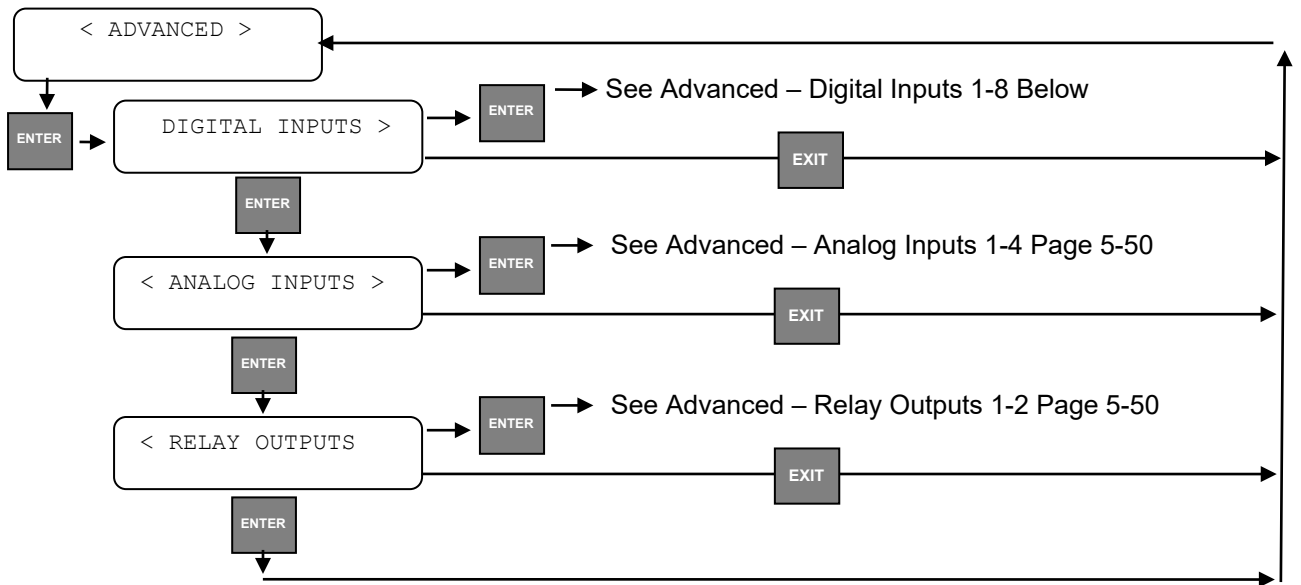 < ADVANCED >
ENTER
DIGITAL INPUTS >
ENTER
See Advanced – Digital Inputs 1-8 Below
EXIT
ENTER
< ANALOG INPUTS >
ENTER
See Advanced – Analog Inputs 1-4 Page 5-50
EXIT
ENTER
< RELAY OUTPUTS
ENTER
See Advanced – Relay Outputs 1-2 Page 5-50
EXIT
ENTER